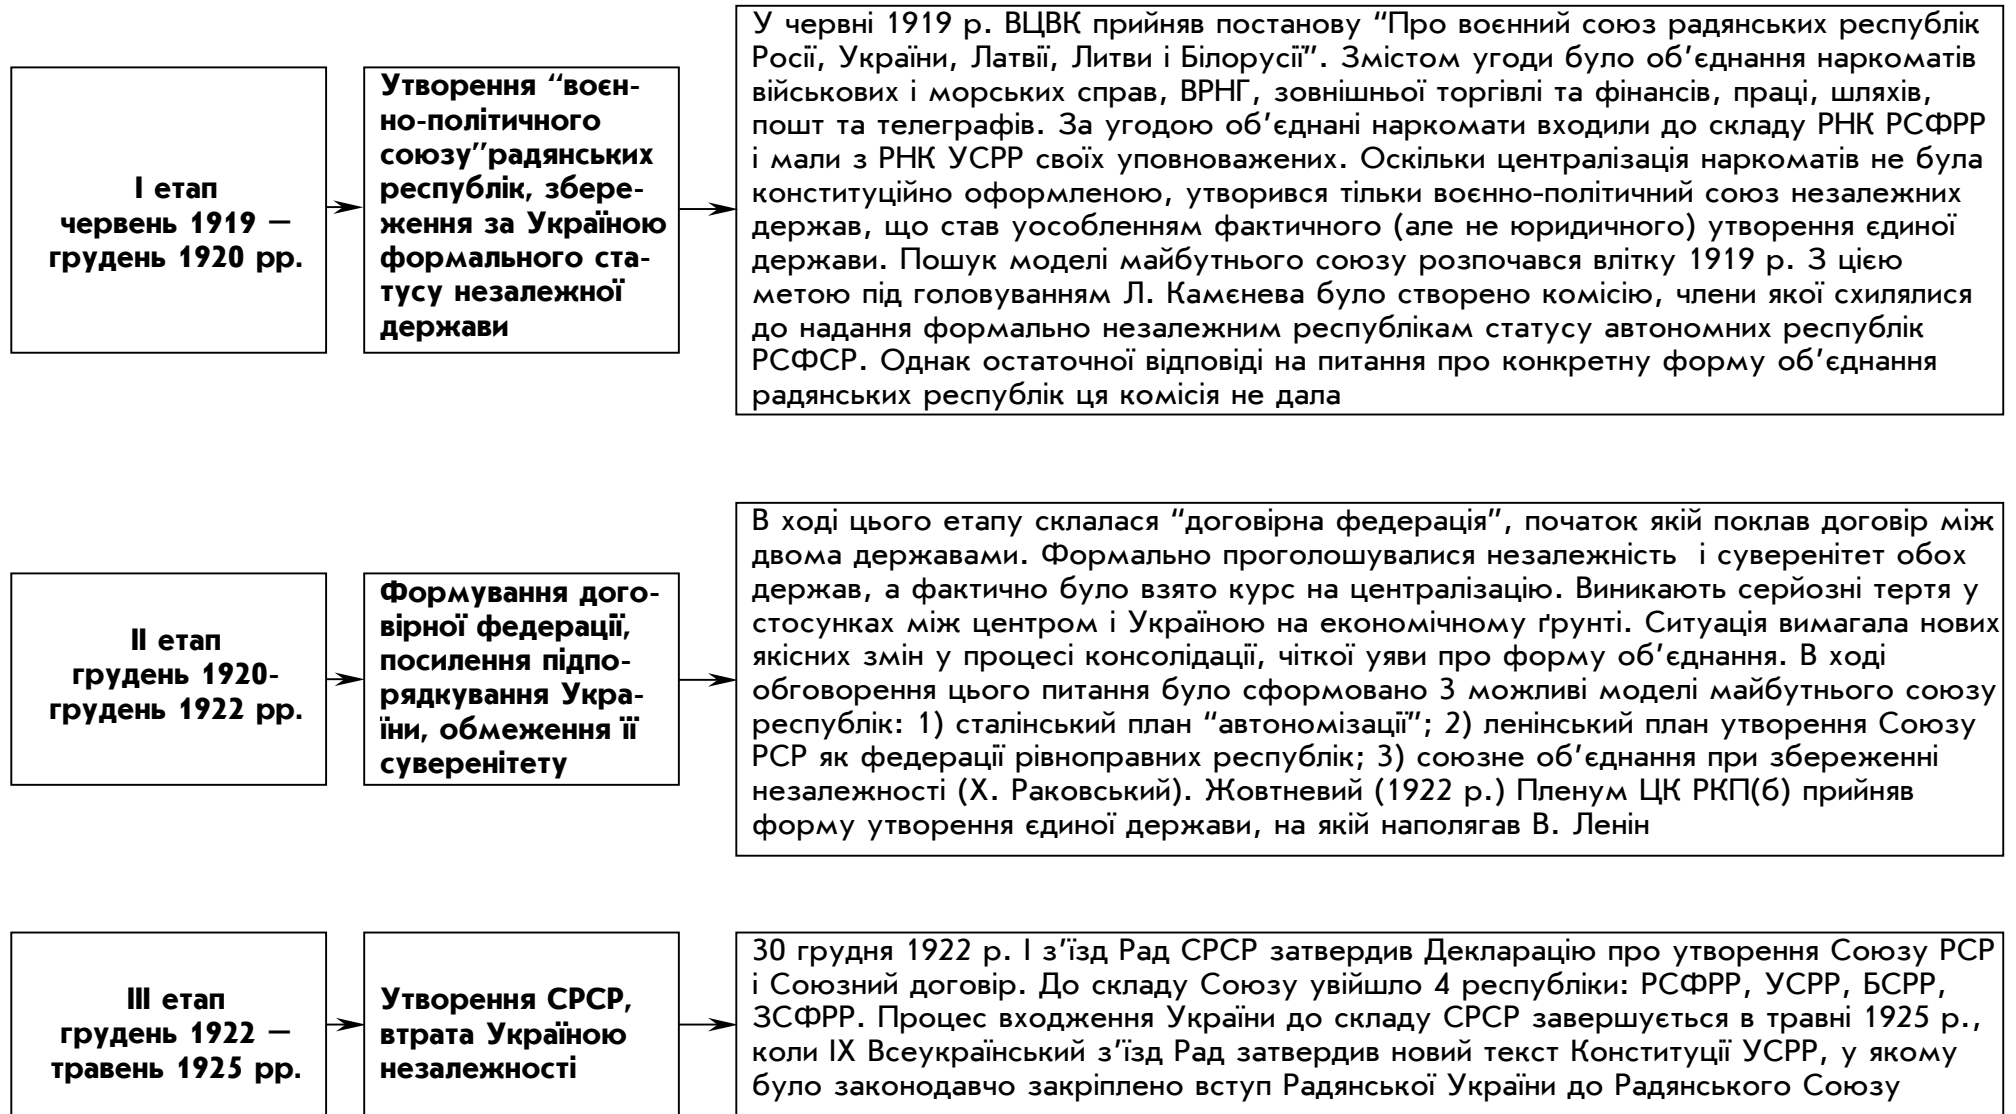 І етап
червень 1919 —
грудень 1920 рр.
Утворення “воєн-
но-політичного
союзу”радянських
республік, збере-
ження за Україною
формального ста-
тусу незалежної
держави
У червні 1919 р. ВЦВК прийняв постанову “Про воєнний союз радянських республік
Росії, України, Латвії, Литви і Білорусії”. Змістом угоди було об’єднання наркоматів
військових і морських справ, ВРНГ, зовнішньої торгівлі та фінансів, праці, шляхів,
пошт та телеграфів. За угодою об’єднані наркомати входили до складу РНК РСФРР
і мали з РНК УСРР своїх уповноважених. Оскільки централізація наркоматів не була
конституційно оформленою, утворився тільки воєнно-політичний союз незалежних
держав, що став уособленням фактичного (але не юридичного) утворення єдиної
держави. Пошук моделі майбутнього союзу розпочався влітку 1919 р. З цією
метою під головуванням Л. Камєнева було створено комісію, члени якої схилялися
до надання формально незалежним республікам статусу автономних республік
РСФСР. Однак остаточної відповіді на питання про конкретну форму об’єднання
радянських республік ця комісія не дала
ІІ етап
грудень 1920-
грудень 1922 рр.
Формування дого-
вірної федерації,
посилення підпо-
рядкування Укра-
їни, обмеження її
суверенітету
В ході цього етапу склалася “договірна федерація”, початок якій поклав договір між
двома державами. Формально проголошувалися незалежність і суверенітет обох
держав, а фактично було взято курс на централізацію. Виникають серйозні тертя у
стосунках між центром і Україною на економічному ґрунті. Ситуація вимагала нових
якісних змін у процесі консолідації, чіткої уяви про форму об’єднання. В ході
обговорення цього питання було сформовано 3 можливі моделі майбутнього союзу
республік: 1) сталінський план “автономізації”; 2) ленінський план утворення Союзу
РСР як федерації рівноправних республік; 3) союзне об’єднання при збереженні
незалежності (Х. Раковський). Жовтневий (1922 р.) Пленум ЦК РКП(б) прийняв
форму утворення єдиної держави, на якій наполягав В. Ленін
ІІІ етап
грудень 1922 —
травень 1925 рр.
Утворення СРСР,
втрата Україною
незалежності
30 грудня 1922 р. І з’їзд Рад СРСР затвердив Декларацію про утворення Союзу РСР
і Союзний договір. До складу Союзу увійшло 4 республіки: РСФРР, УСРР, БСРР,
ЗСФРР. Процес входження України до складу СРСР завершується в травні 1925 р.,
коли ІХ Всеукраїнський з’їзд Рад затвердив новий текст Конституції УСРР, у якому
було законодавчо закріплено вступ Радянської України до Радянського Союзу